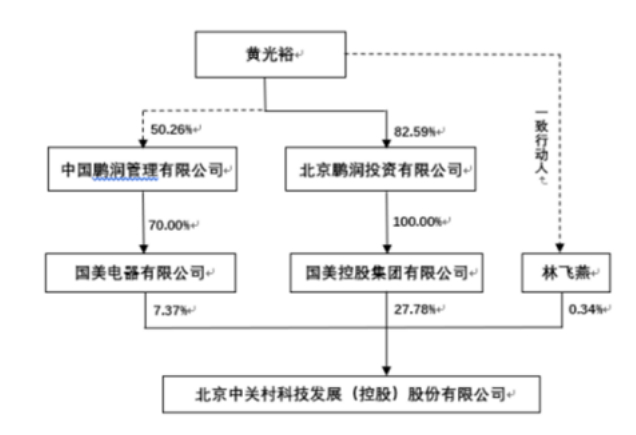 黄光裕
50.26%
82.59%
一致行动人
中国鹏润管理有限公司
北京鹏润投资有限公司
70.00%
100.00%
国美电器有限公司
国美控股集团有限公司
林飞燕
7.37%
27.78%
0.34%
北京中关村科技发展（控股）股份有限公司